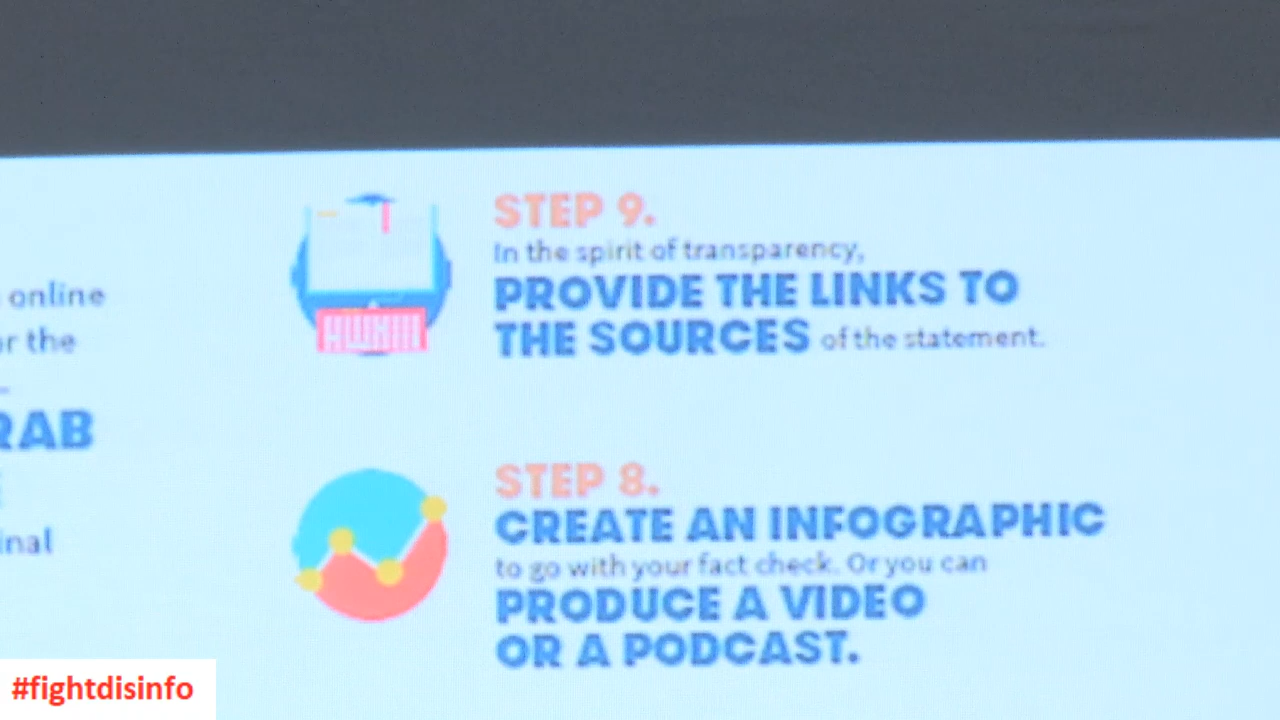 online
r the
RAB
inal
STEP 9.
In the spirit of transparency,
PROVIDE THE LINKS TO
THE SOURCES of the statement.
STEP 8.
CREATE AN INFOGRAPHIC
to go with your fact check. Or you can
PRODUCE A VIDEO
OR A PODCAST.
#fightdisinfo